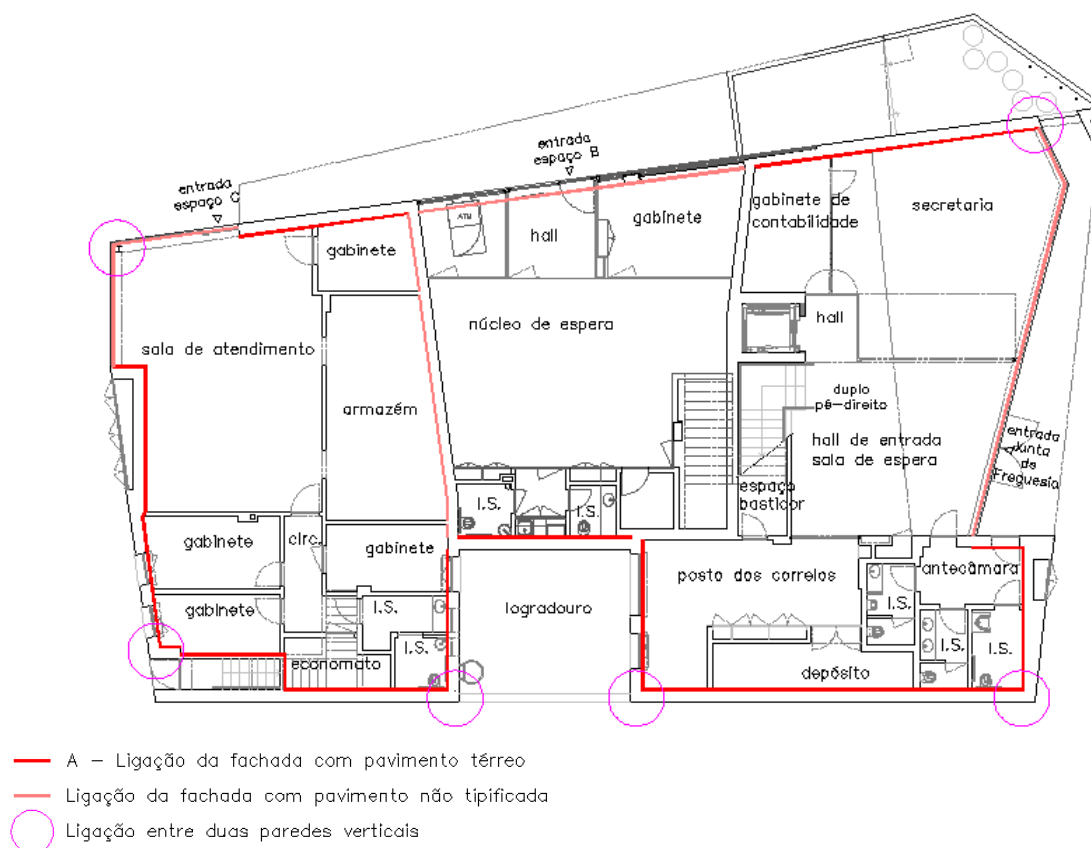 entrada
espaço B
entrada
espaço C
ATM
gabinete de
contabilidade
secretaria
gabinete
hall
gabinete
núcleo de espera
hall
sala de atendimento
armazém
duplo
pé-direito
hall de entrada
sala de espera
entrada
Junta
de
Freguesia
espaço
bastidor
I.S.
I.S.
gabinete
circ.
gabinete
posto dos correios
antecâmara
gabinete
I.S.
logradouro
I.S.
economato
I.S.
I.S.
I.S.
depósito
A – Ligação da fachada com pavimento térreo
Ligação da fachada com pavimento não tipificada
Ligação entre duas paredes verticais